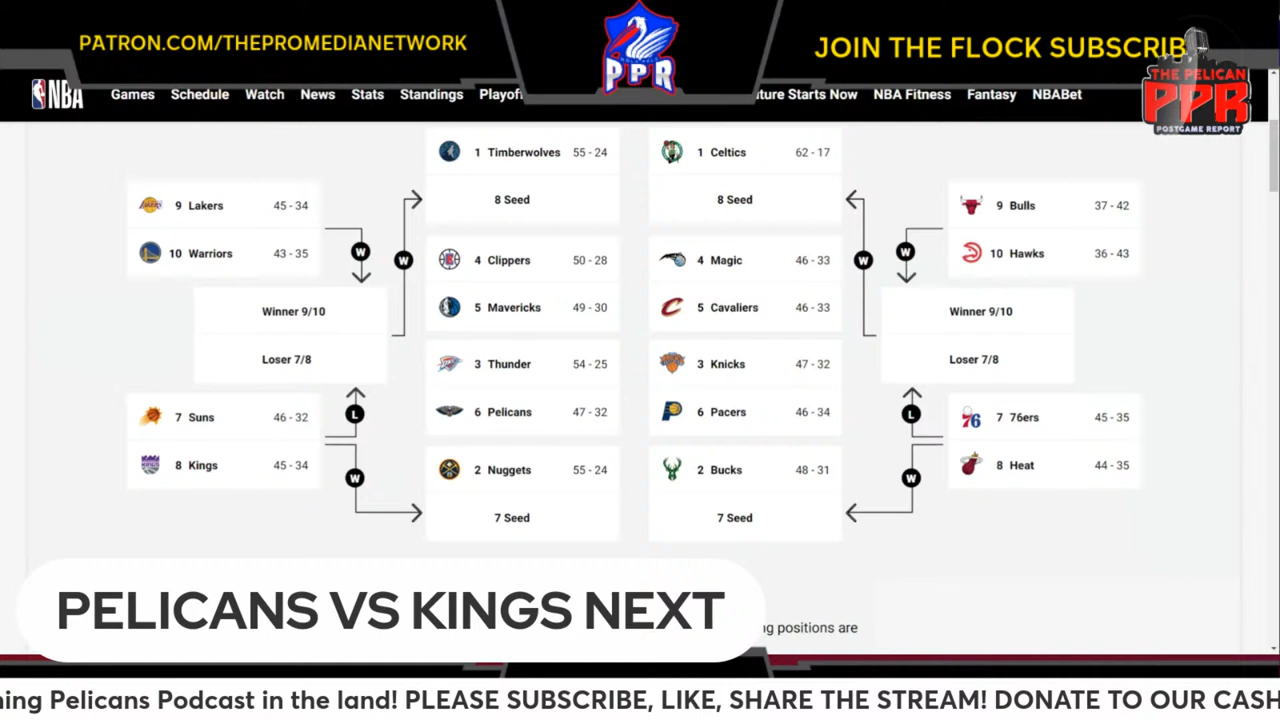 PATRON.COM/THEPROMEDIANETWORK
PPR
JOIN THE FLOCK SUBSCRIB
THE PELICAN
PPR
POSTGAME REPORT
NBA Games Schedule Watch News Stats Standings Playoff ture Starts Now NBA Fitness Fantasy NBABet
1 Timberwolves 55 - 24
8 Seed
1 Celtics 62 - 17
8 Seed
9 Lakers 45 - 34
10 Warriors 43 - 35
W
W
Winner 9/10
Loser 7/8
4 Clippers 50 - 28
5 Mavericks 49 - 30
4 Magic 46 - 33
5 Cavaliers 46 - 33
9 Bulls 37 - 42
10 Hawks 36 - 43
W
W
Winner 9/10
Loser 7/8
3 Thunder 54 - 25
6 Pelicans 47 - 32
3 Knicks 47 - 32
6 Pacers 46 - 34
7 Suns 46 - 32
8 Kings 45 - 34
L
W
2 Nuggets 55 - 24
7 Seed
2 Bucks 48 - 31
7 Seed
7 76ers 45 - 35
8 Heat 44 - 35
L
W
PELICANS VS KINGS NEXT
ng positions are
ning Pelicans Podcast in the land! PLEASE SUBSCRIBE, LIKE, SHARE THE STREAM! DONATE TO OUR CASH